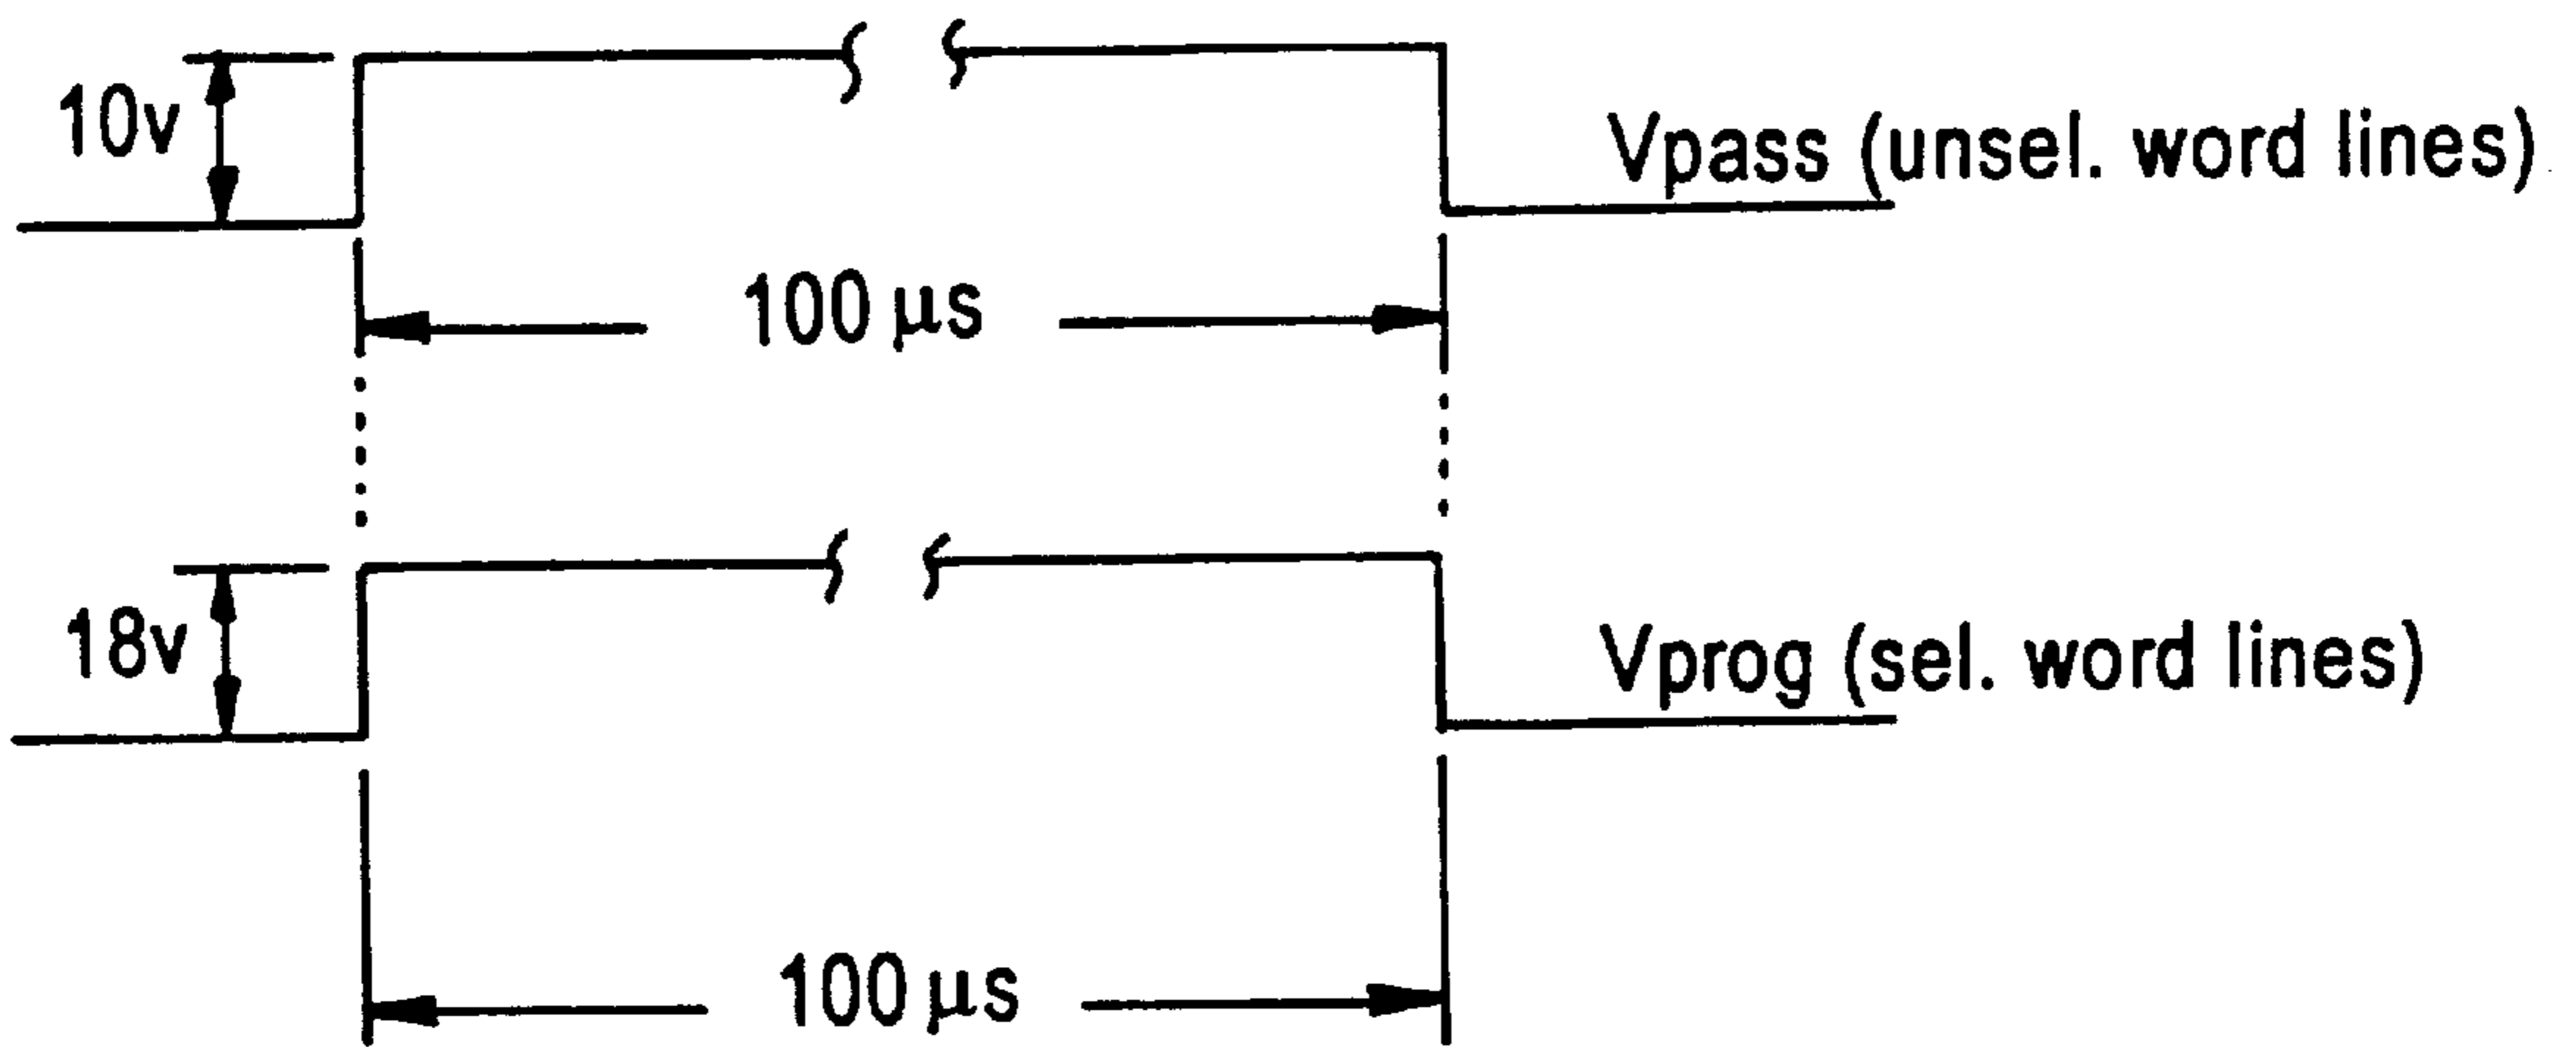 10v
Vpass (unsel. word lines)
100 µs
18v
Vprog (sel. word lines)
100 µs